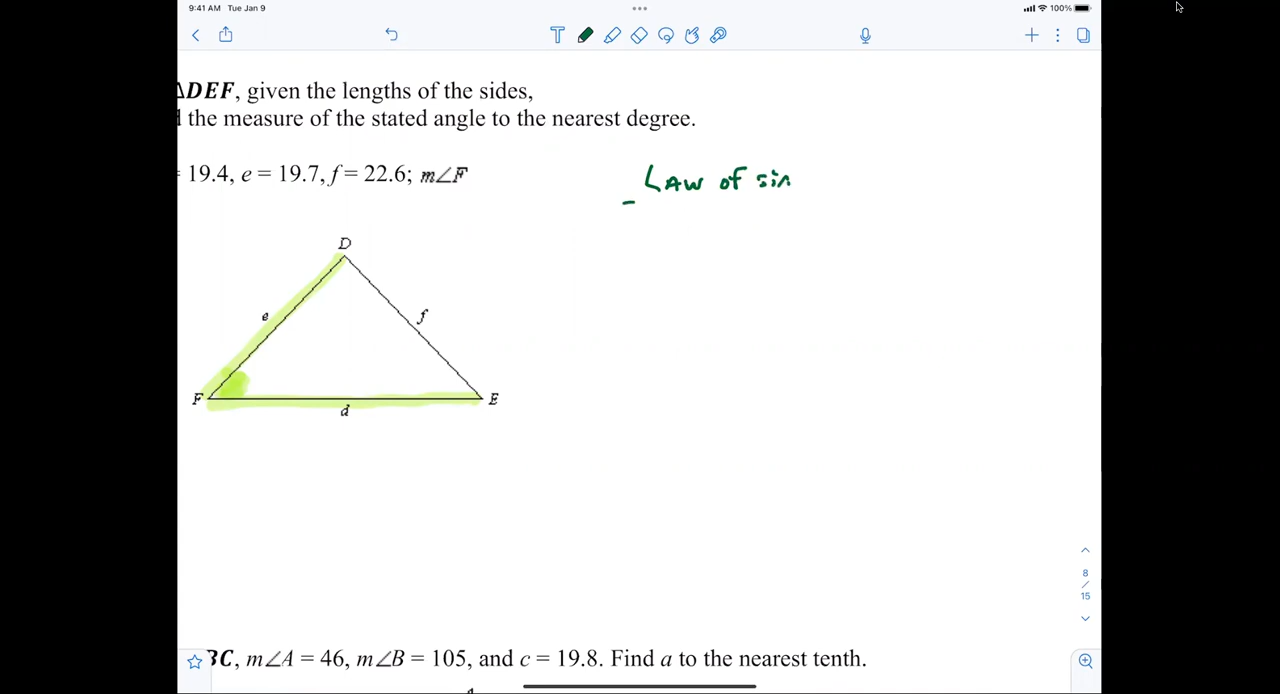 9:41 AM Tue Jan 9
100%
ΔDEF, given the lengths of the sides,
the measure of the stated angle to the nearest degree.
= 19.4, e = 19.7, f = 22.6; m∠F
LAW of sin
D
e
f
F
E
d
8
/
15
BC, m∠A = 46, m∠B = 105, and c = 19.8. Find a to the nearest tenth.